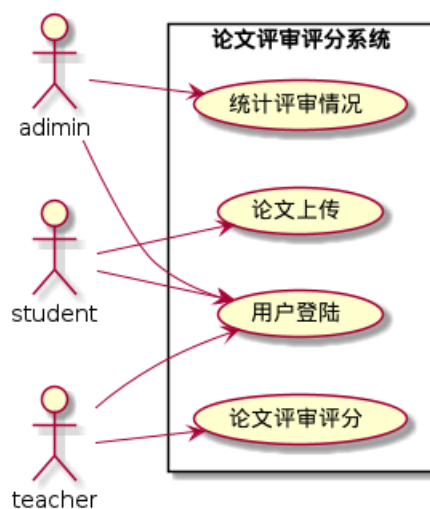 论文评审评分系统
统计评审情况
adimin
论文上传
student
用户登陆
论文评审评分
teacher